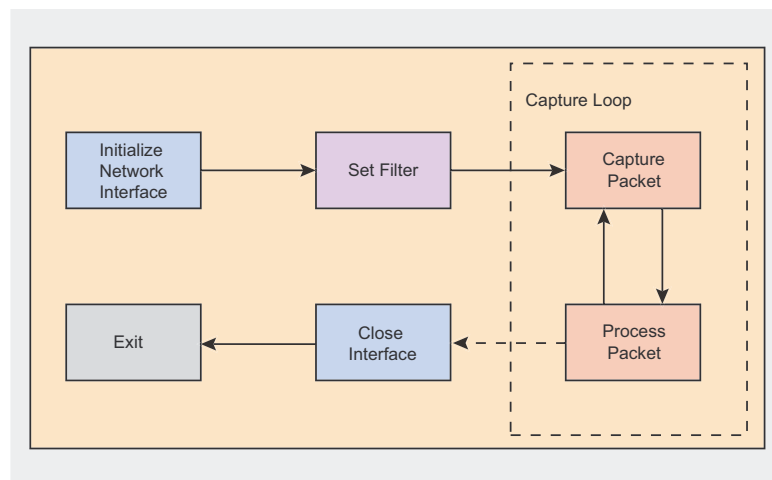 Capture Loop
Initialize
Network
Interface
Set Filter
Capture
Packet
Exit
Close
Interface
Process
Packet